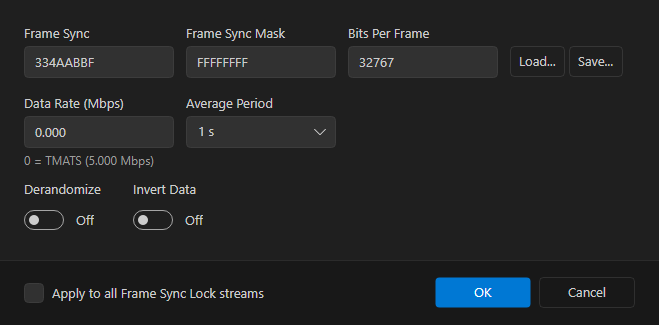 Frame Sync Frame Sync Mask Bits Per Frame
334AABBF FFFFFFFF 32767 Load... Save...
Data Rate (Mbps) Average Period
0.000 1 s
0 = TMATS (5.000 Mbps)
Derandomize Invert Data
Off Off
Apply to all Frame Sync Lock streams OK Cancel